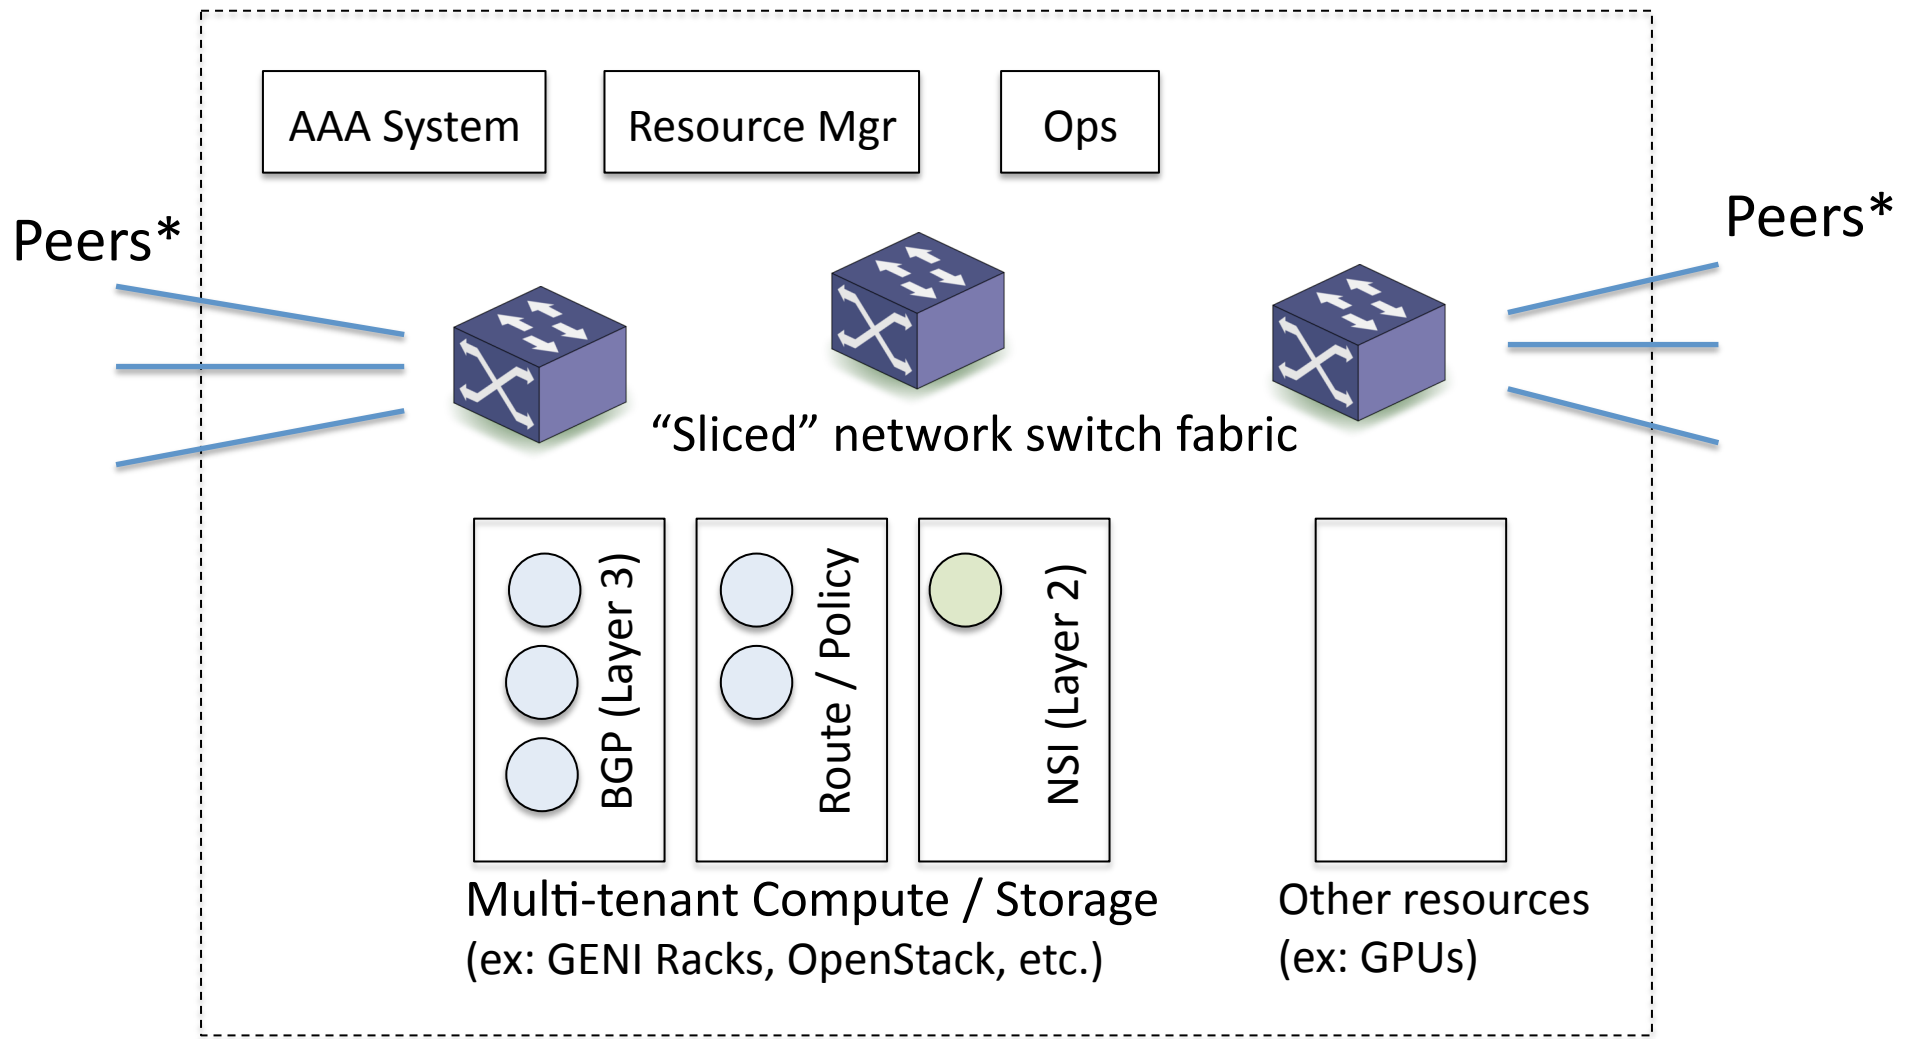 AAA System
Resource Mgr
Ops
Peers*
Peers*
“Sliced” network switch fabric
BGP (Layer 3)
Route / Policy
NSI (Layer 2)
Multi-tenant Compute / Storage
(ex: GENI Racks, OpenStack, etc.)
Other resources
(ex: GPUs)